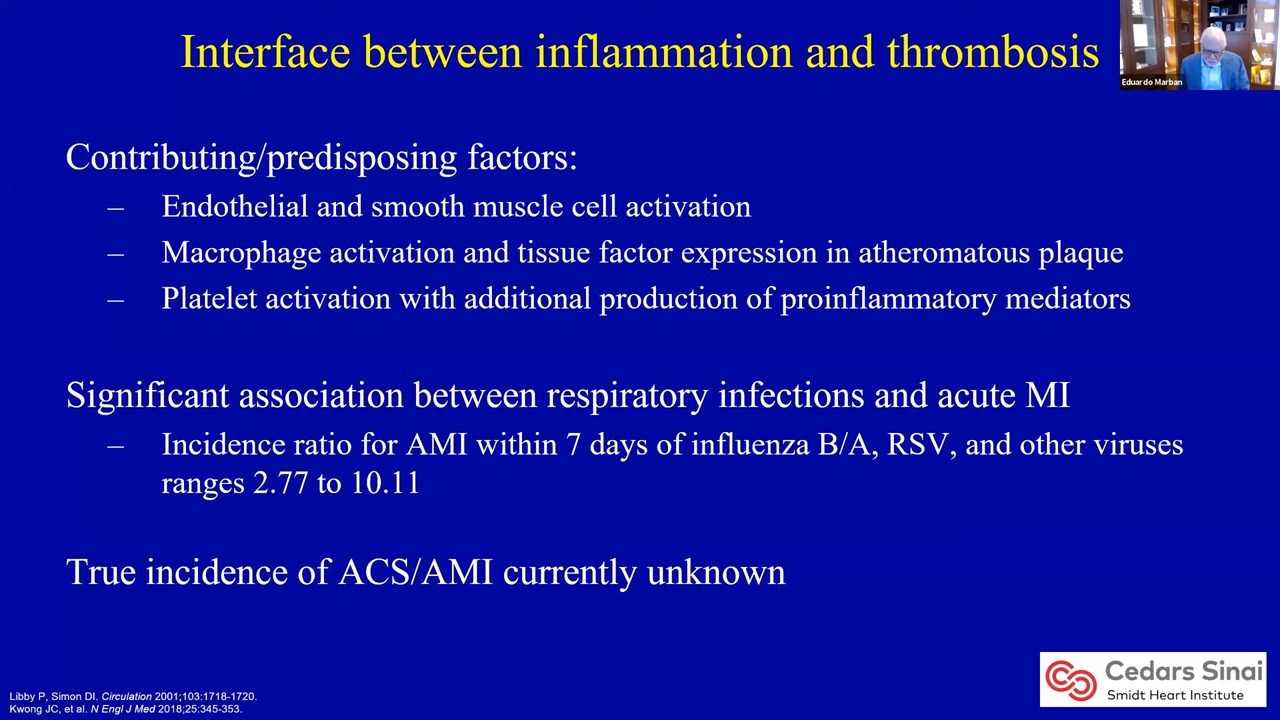 Interface between inflammation and thrombosis
Eduardo Marban
Contributing/predisposing factors:
– Endothelial and smooth muscle cell activation
– Macrophage activation and tissue factor expression in atheromatous plaque
– Platelet activation with additional production of proinflammatory mediators
Significant association between respiratory infections and acute MI
– Incidence ratio for AMI within 7 days of influenza B/A, RSV, and other viruses
ranges 2.77 to 10.11
True incidence of ACS/AMI currently unknown
Cedars Sinai
Smidt Heart Institute
Libby P, Simon DI. Circulation 2001;103:1718-1720.
Kwong JC, et al. N Engl J Med 2018;25:345-353.